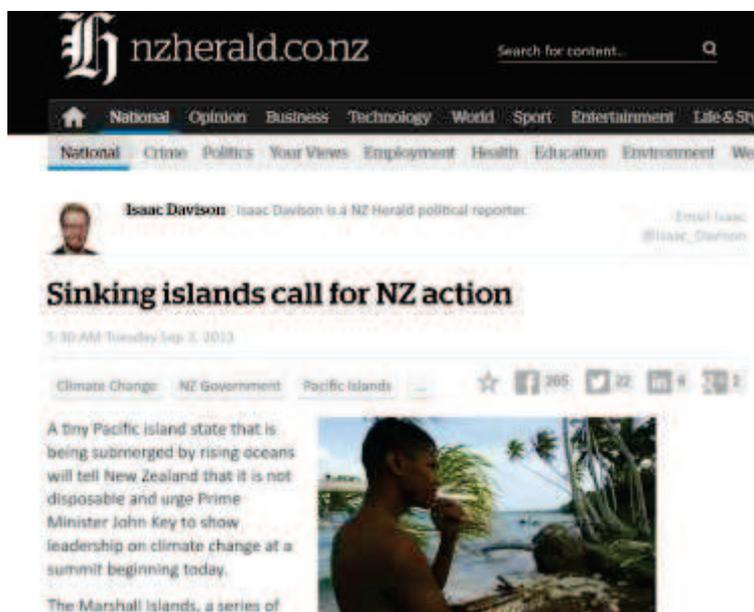 nzherald.co.nz
Search for content...
National Opinion Business Technology World Sport Entertainment Life & Sty
National Crime Politics Your Views Employment Health Education Environment We
Isaac Davison Isaac Davison is a NZ Herald political reporter.
Email Isaac
@Isaac_Davison
Sinking islands call for NZ action
5:30 AM Tuesday Sep 3, 2013
Climate Change NZ Government Pacific Islands ... 265 22 6 2
A tiny Pacific island state that is
being submerged by rising oceans
will tell New Zealand that it is not
disposable and urge Prime
Minister John Key to show
leadership on climate change at a
summit beginning today.
The Marshall Islands, a series of